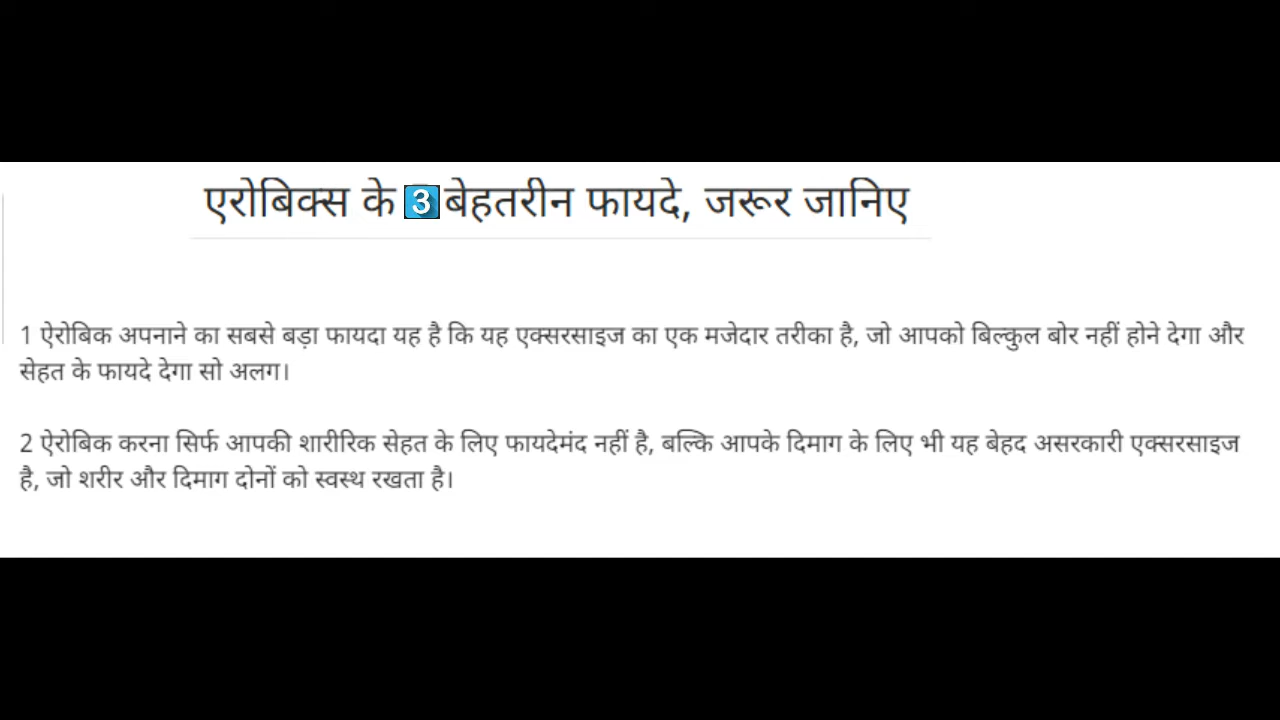 एरोबिक्स के 3 बेहतरीन फायदे, जरूर जानिए
1 ऐरोबिक अपनाने का सबसे बड़ा फायदा यह है कि यह एक्सरसाइज का एक मजेदार तरीका है, जो आपको बिल्कुल बोर नहीं होने देगा और
सेहत के फायदे देगा सो अलग।
2 ऐरोबिक करना सिर्फ आपकी शारीरिक सेहत के लिए फायदेमंद नहीं है, बल्कि आपके दिमाग के लिए भी यह बेहद असरकारी एक्सरसाइज
है, जो शरीर और दिमाग दोनों को स्वस्थ रखता है।